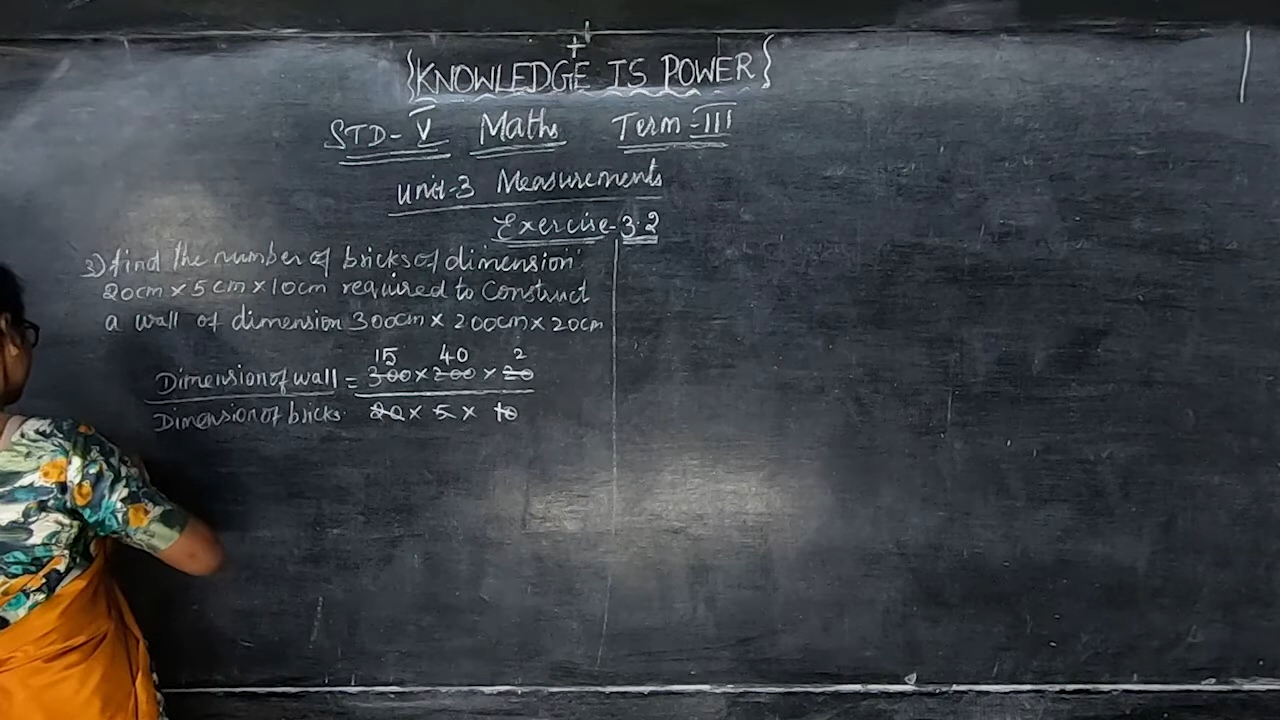 +
{KNOWLEDGE IS POWER}
STD-V Maths Term-III
Unit-3 Measurements
Exercise-3.2
3) find the number of bricks of dimension
20cm × 5cm × 10cm required to construct
a wall of dimension 300cm × 200cm × 20cm
15 40 2
Dimension of wall = 300 × 200 × 20
Dimension of bricks 20 × 5 × 10